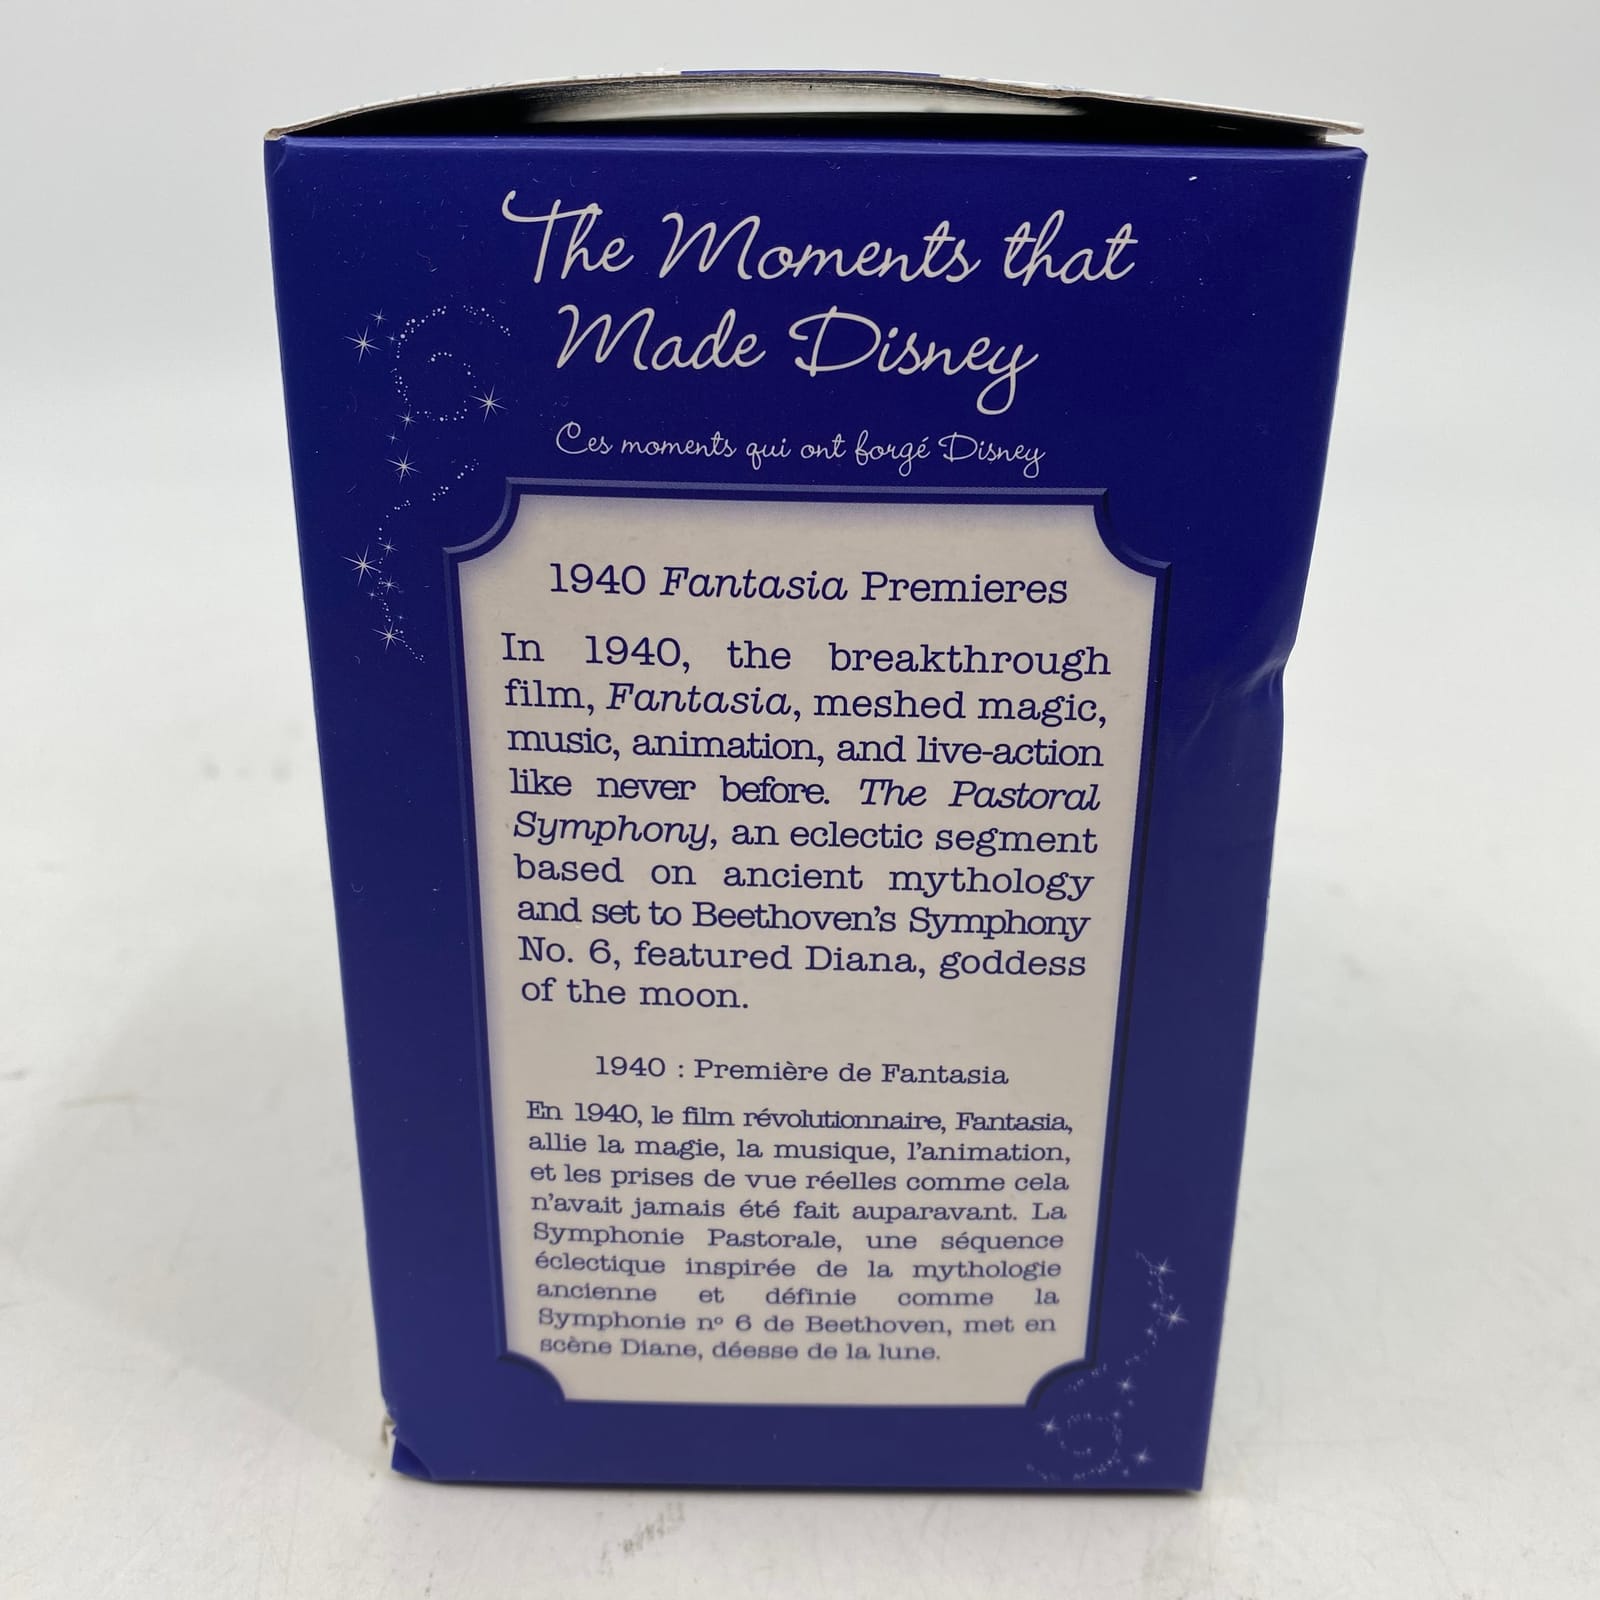 The Moments that
Made Disney
Ces moments qui ont forgé Disney
1940 Fantasia Premieres
In 1940, the breakthrough
film, Fantasia, meshed magic,
music, animation, and live-action
like never before. The Pastoral
Symphony, an eclectic segment
based on ancient mythology
and set to Beethoven's Symphony
No. 6, featured Diana, goddess
of the moon.
1940 : Première de Fantasia
En 1940, le film révolutionnaire, Fantasia,
allie la magie, la musique, l'animation,
et les prises de vue réelles comme cela
n'avait jamais été fait auparavant. La
Symphonie Pastorale, une séquence
éclectique inspirée de la mythologie
ancienne et définie comme la
Symphonie nº 6 de Beethoven, met en
scène Diane, déesse de la lune.